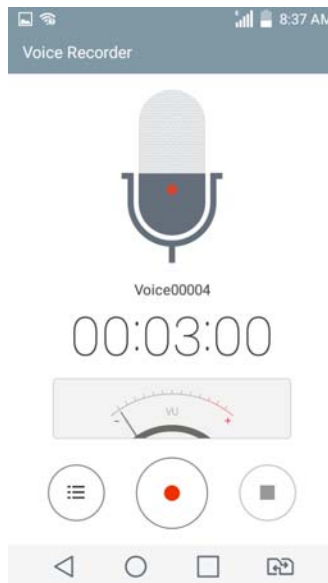 8:37 AM
Voice Recorder
Voice00004
00:03:00
- VU +